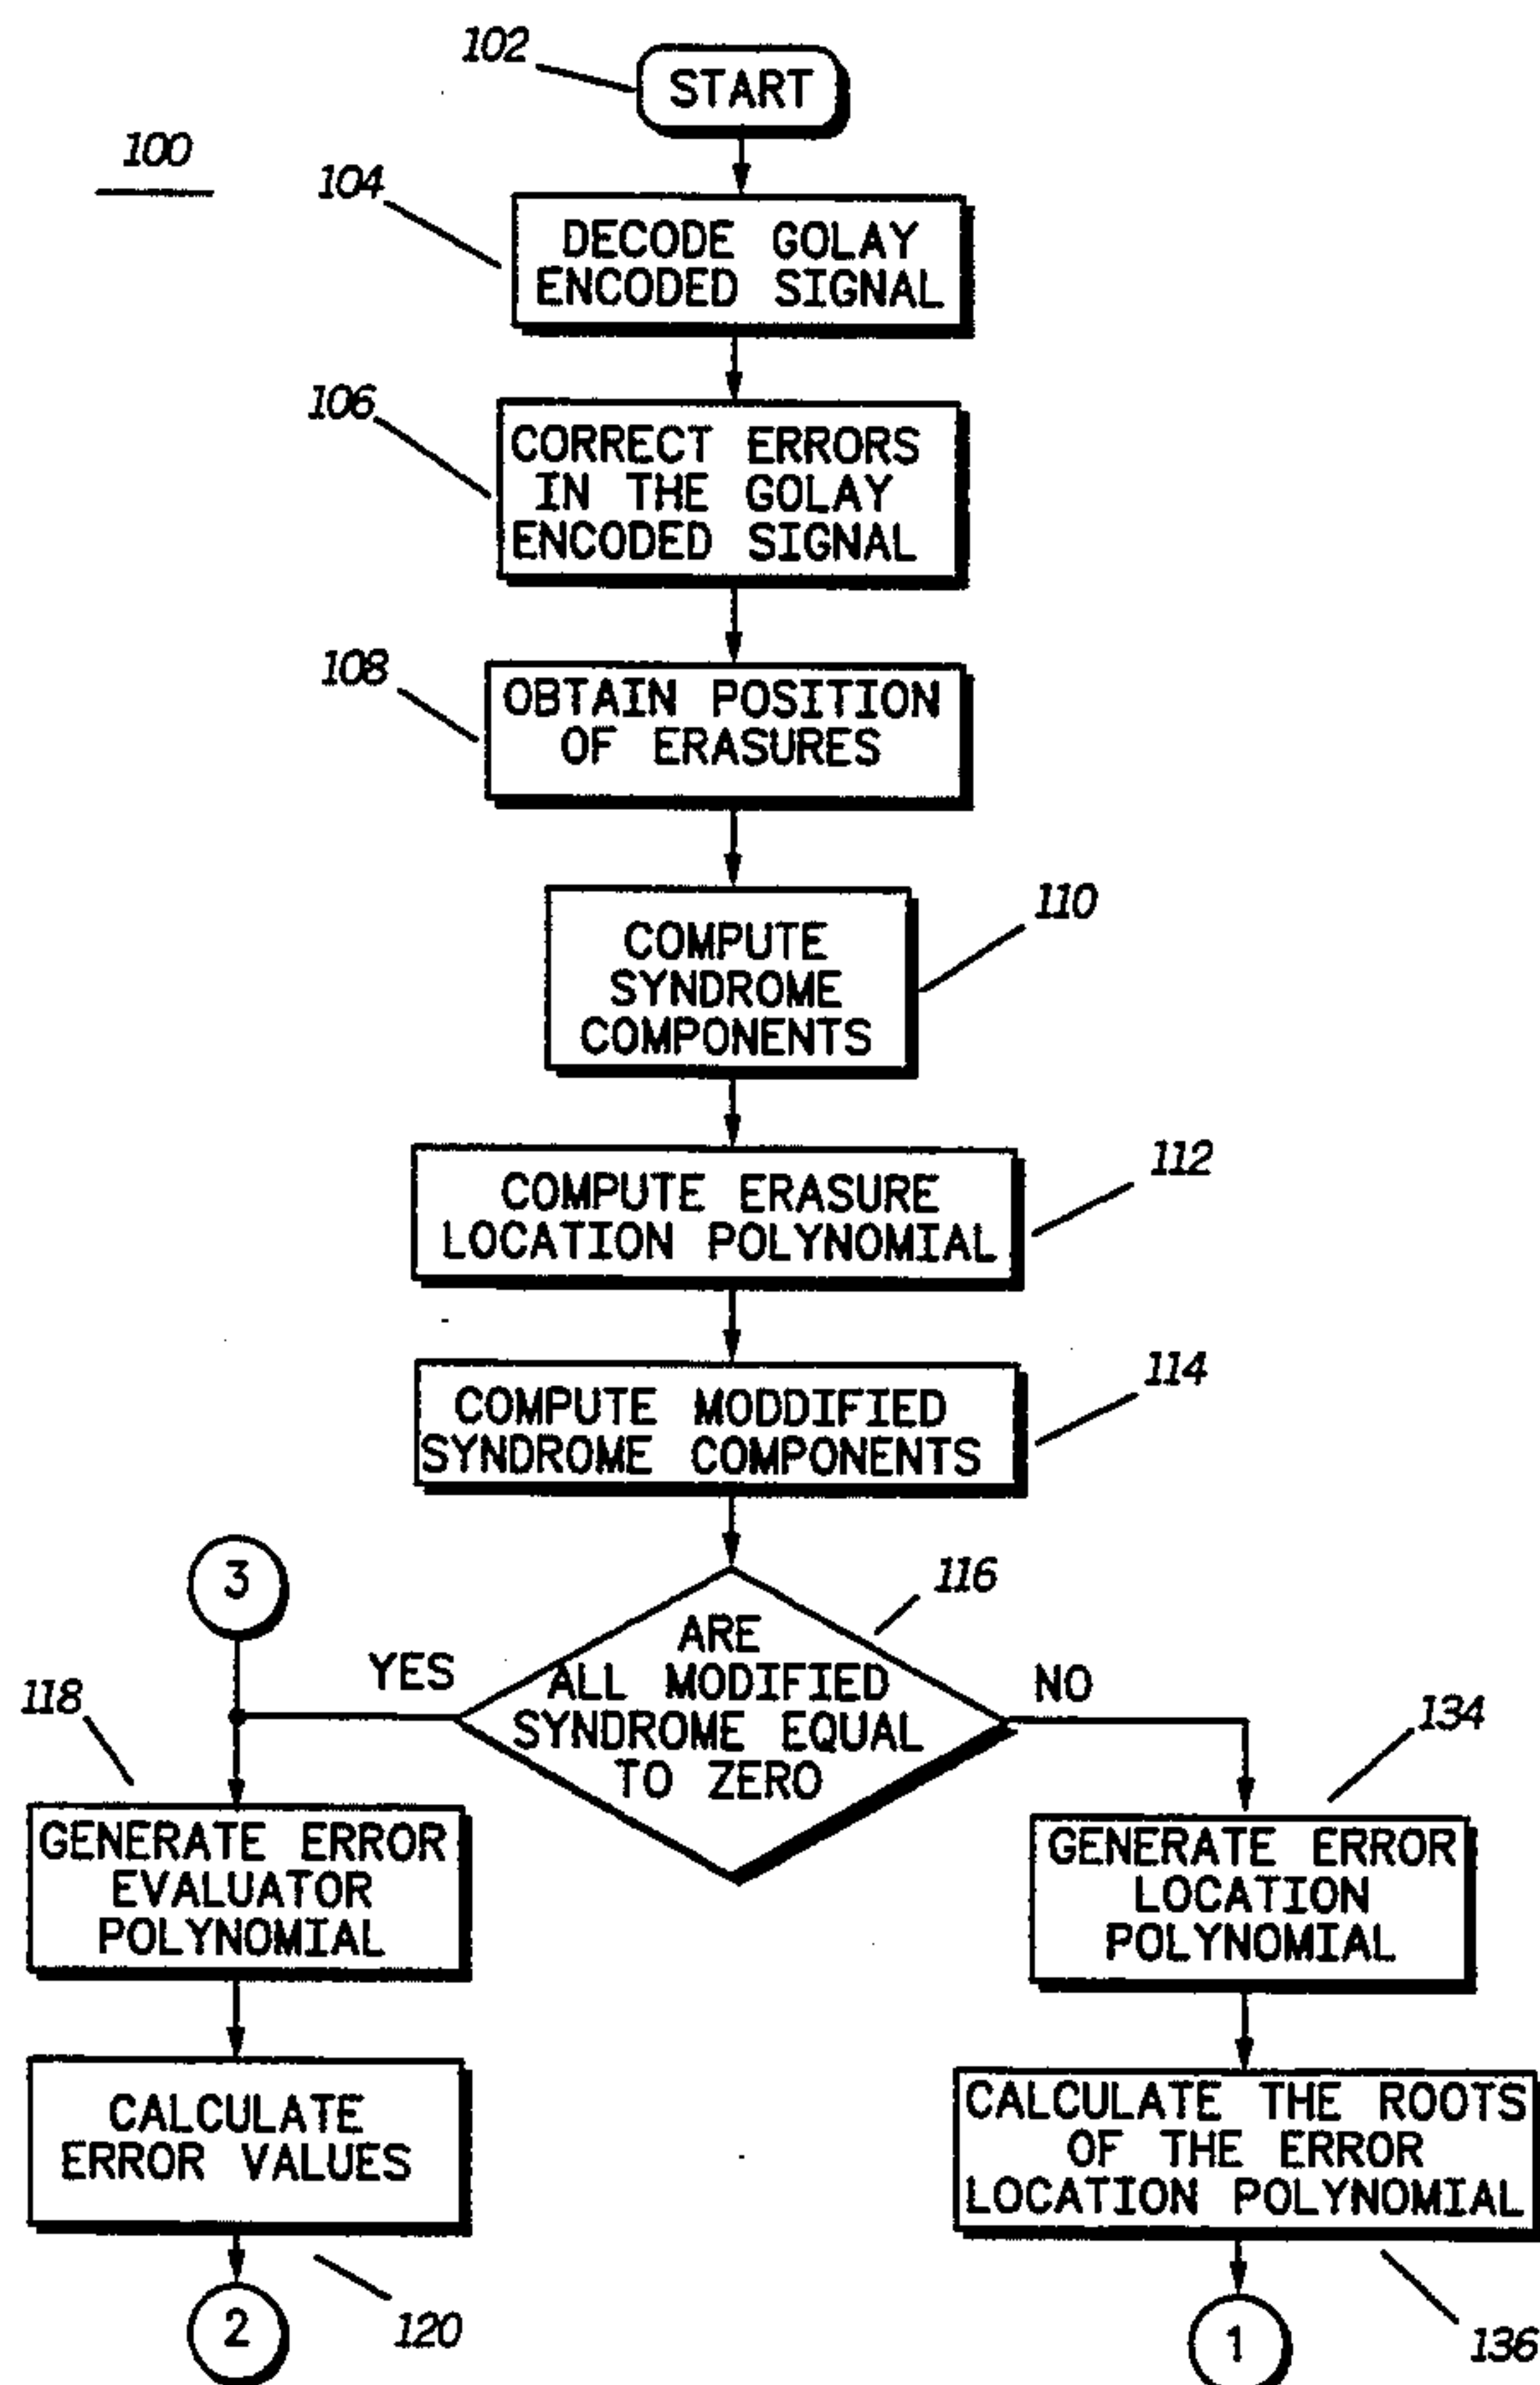 102
START
100
104
DECODE GOLAY
ENCODED SIGNAL
106
CORRECT ERRORS
IN THE GOLAY
ENCODED SIGNAL
108
OBTAIN POSITION
OF ERASURES
110
COMPUTE
SYNDROME
COMPONENTS
112
COMPUTE ERASURE
LOCATION POLYNOMIAL
114
COMPUTE MODDIFIED
SYNDROME COMPONENTS
3
116
ARE
ALL MODIFIED
SYNDROME EQUAL
TO ZERO
YES
NO
118
GENERATE ERROR
EVALUATOR
POLYNOMIAL
134
GENERATE ERROR
LOCATION
POLYNOMIAL
CALCULATE
ERROR VALUES
120
2
CALCULATE THE ROOTS
OF THE ERROR
LOCATION POLYNOMIAL
136
1